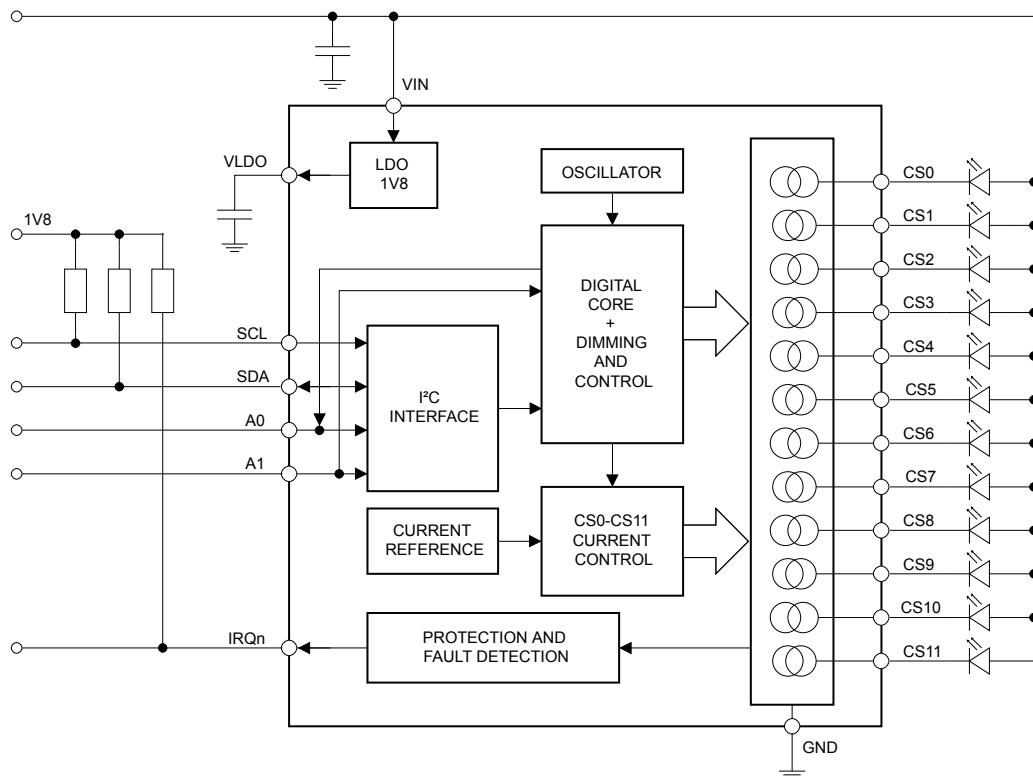 VIN
VLDO
LDO
1V8
OSCILLATOR
1V8
DIGITAL
CORE
+
DIMMING
AND
CONTROL
SCL
SDA
A0
A1
I²C
INTERFACE
CURRENT
REFERENCE
CS0-CS11
CURRENT
CONTROL
IRQn
PROTECTION AND
FAULT DETECTION
CS0
CS1
CS2
CS3
CS4
CS5
CS6
CS7
CS8
CS9
CS10
CS11
GND